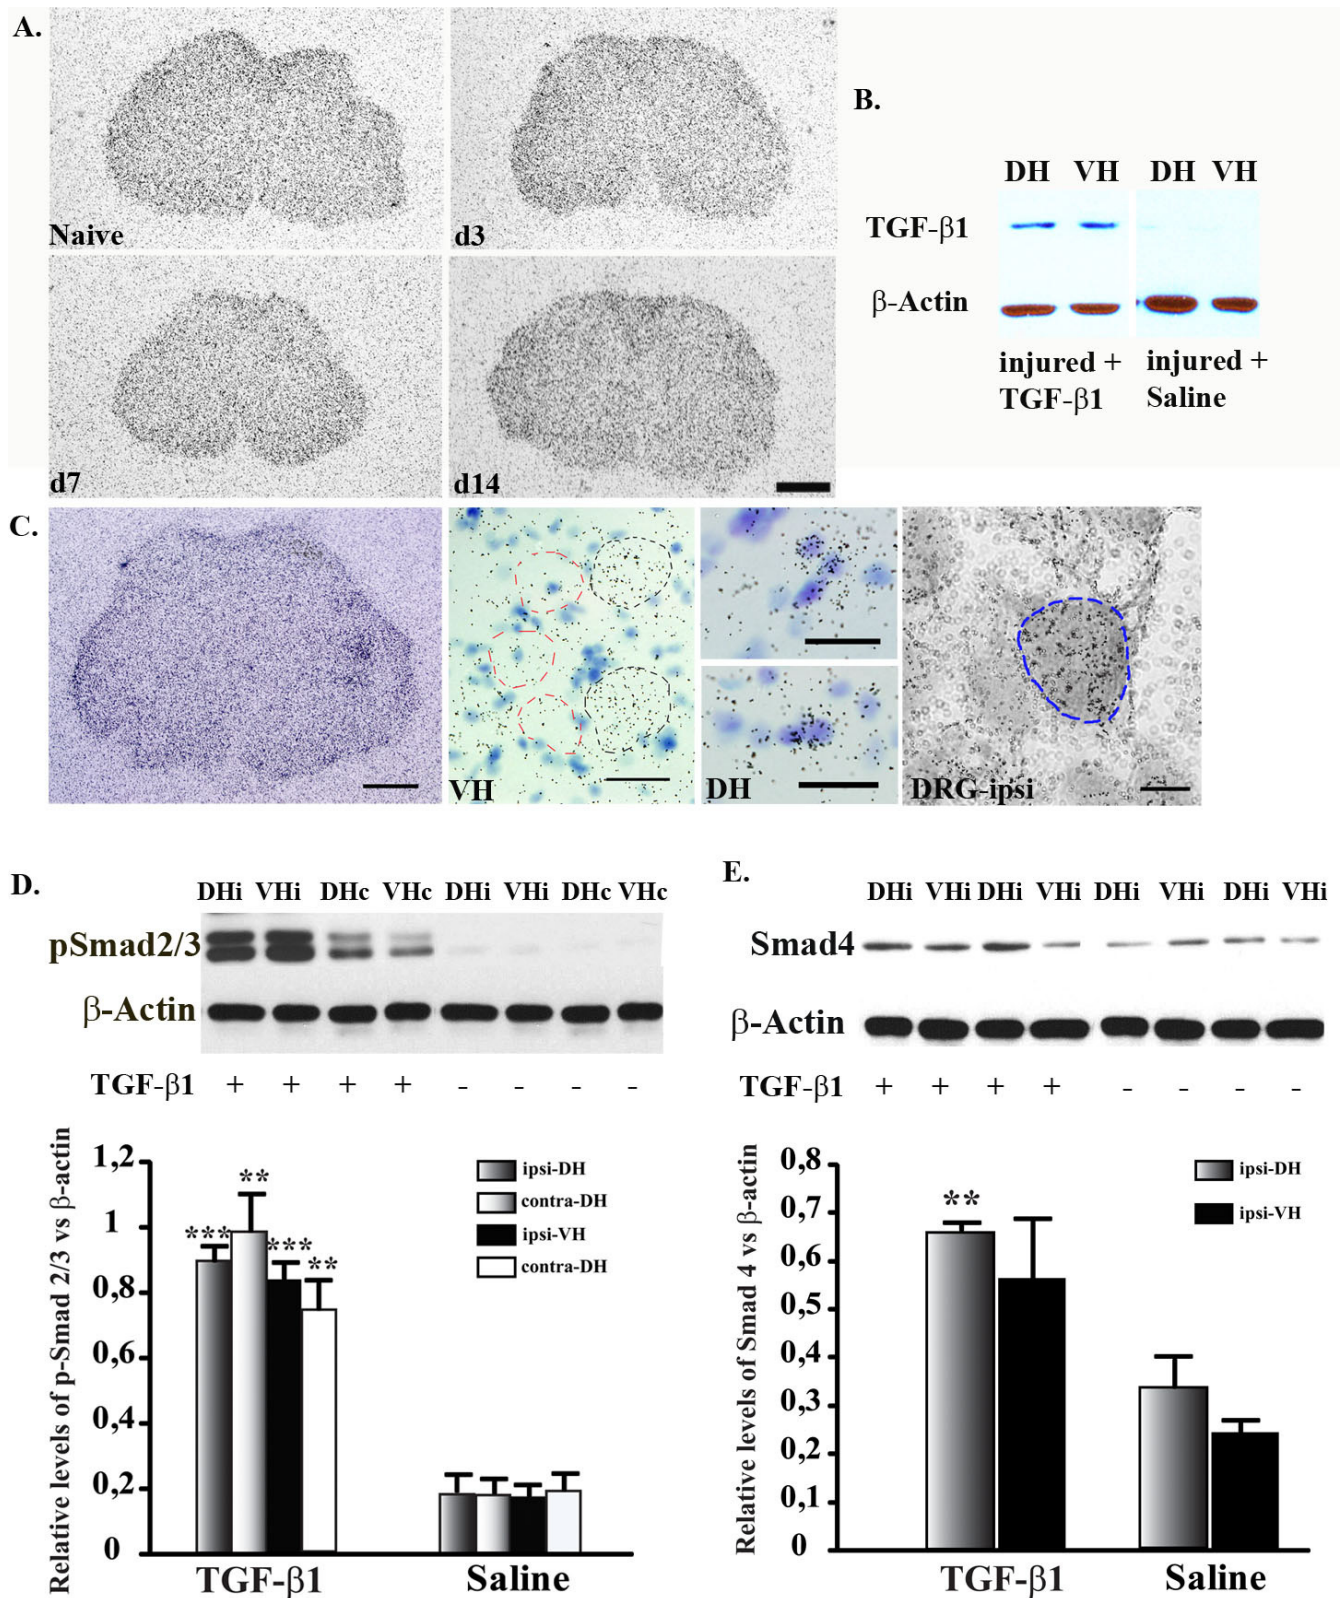 A.
Naive
d3
d7
d14
B.
DH VH DH VH
TGF-β1
β-Actin
injured +
TGF-β1
injured +
Saline
C.
VH
DH
DRG-ipsi
D.
DHi VHi DHc VHc DHi VHi DHc VHc
pSmad2/3
β-Actin
TGF-β1 + + + + - - - -
Relative levels of p-Smad 2/3 vs β-actin
1,2
1
0,8
0,6
0,4
0,2
0
***
**
***
**
ipsi-DH
contra-DH
ipsi-VH
contra-DH
TGF-β1 Saline
E.
DHi VHi DHi VHi DHi VHi DHi VHi
Smad4
β-Actin
TGF-β1 + + + + - - - -
Relative levels of Smad 4 vs β-actin
0,8
0,7
0,6
0,5
0,4
0,3
0,2
0,1
0
**
ipsi-DH
ipsi-VH
TGF-β1 Saline